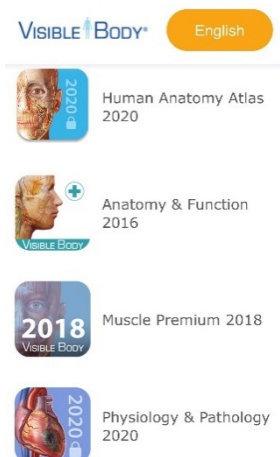 VISIBLE BODY®
English
2020
Human Anatomy Atlas
2020
Anatomy & Function
2016
VISIBLE BODY
2018
VISIBLE BODY
Muscle Premium 2018
2020
Physiology & Pathology
2020